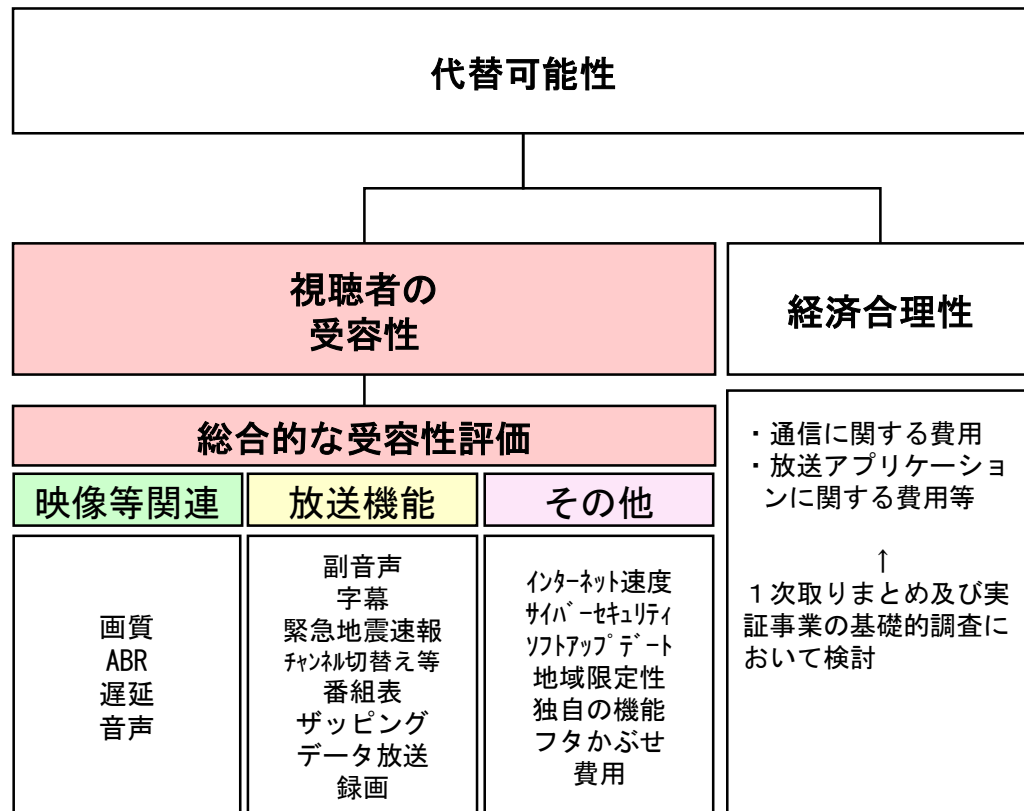 代替可能性
視聴者の
受容性
経済合理性
総合的な受容性評価
映像等関連
放送機能
その他
画質
ABR
遅延
音声
副音声
字幕
緊急地震速報
ﾁｬﾝﾈﾙ切替え等
番組表
ザッピング
データ放送
録画
ｲﾝﾀｰﾈｯﾄ速度
ｻｲﾊﾞｰｾｷｭﾘﾃｨ
ｿﾌﾄｱｯﾌﾟﾃﾞｰﾄ
地域限定性
独自の機能
フタかぶせ
費用
・通信に関する費用
・放送アプリケーショ
ンに関する費用等
↑
１次取りまとめ及び実
証事業の基礎的調査に
おいて検討